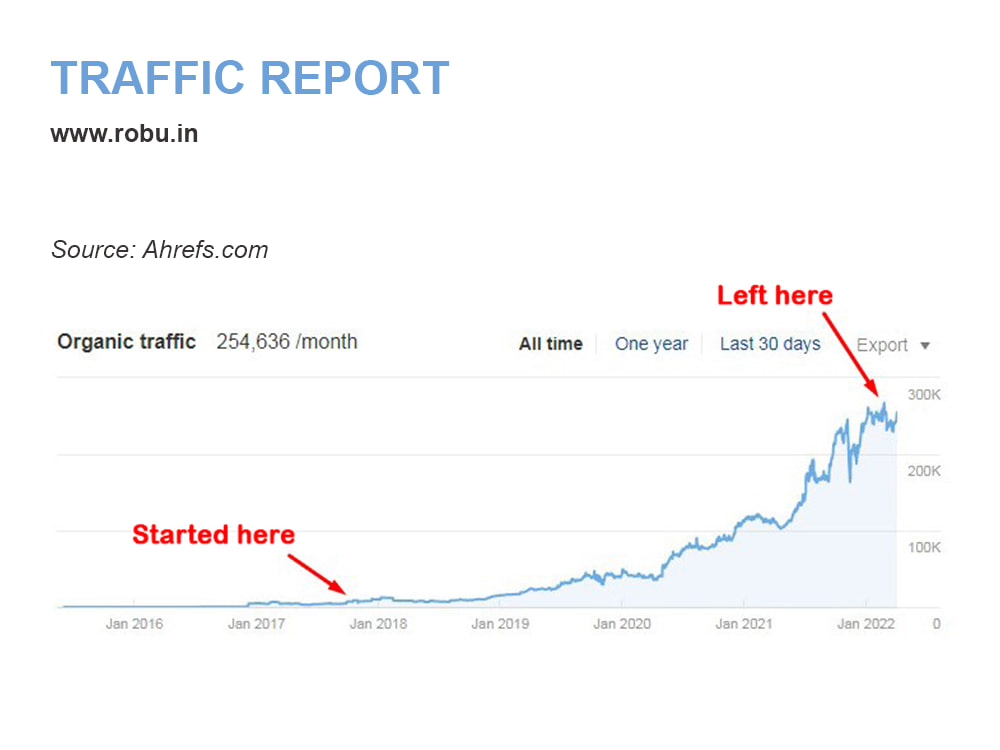 TRAFFIC REPORT
www.robu.in
Source: Ahrefs.com
Left here
Organic traffic 254,636 /month All time One year Last 30 days Export
300K
200K
Started here
100K
Jan 2016 Jan 2017 Jan 2018 Jan 2019 Jan 2020 Jan 2021 Jan 2022 0